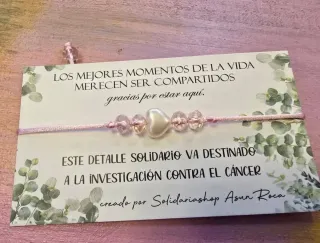 LOS MEJORES MOMENTOS DE LA VIDA
MERECEN SER COMPARTIDOS
gracias por estar aquí.
ESTE DETALLE SOLIDARIO VA DESTINADO
A LA INVESTIGACIÓN CONTRA EL CÁNCER
creado por Solidarioshop Asun Roca